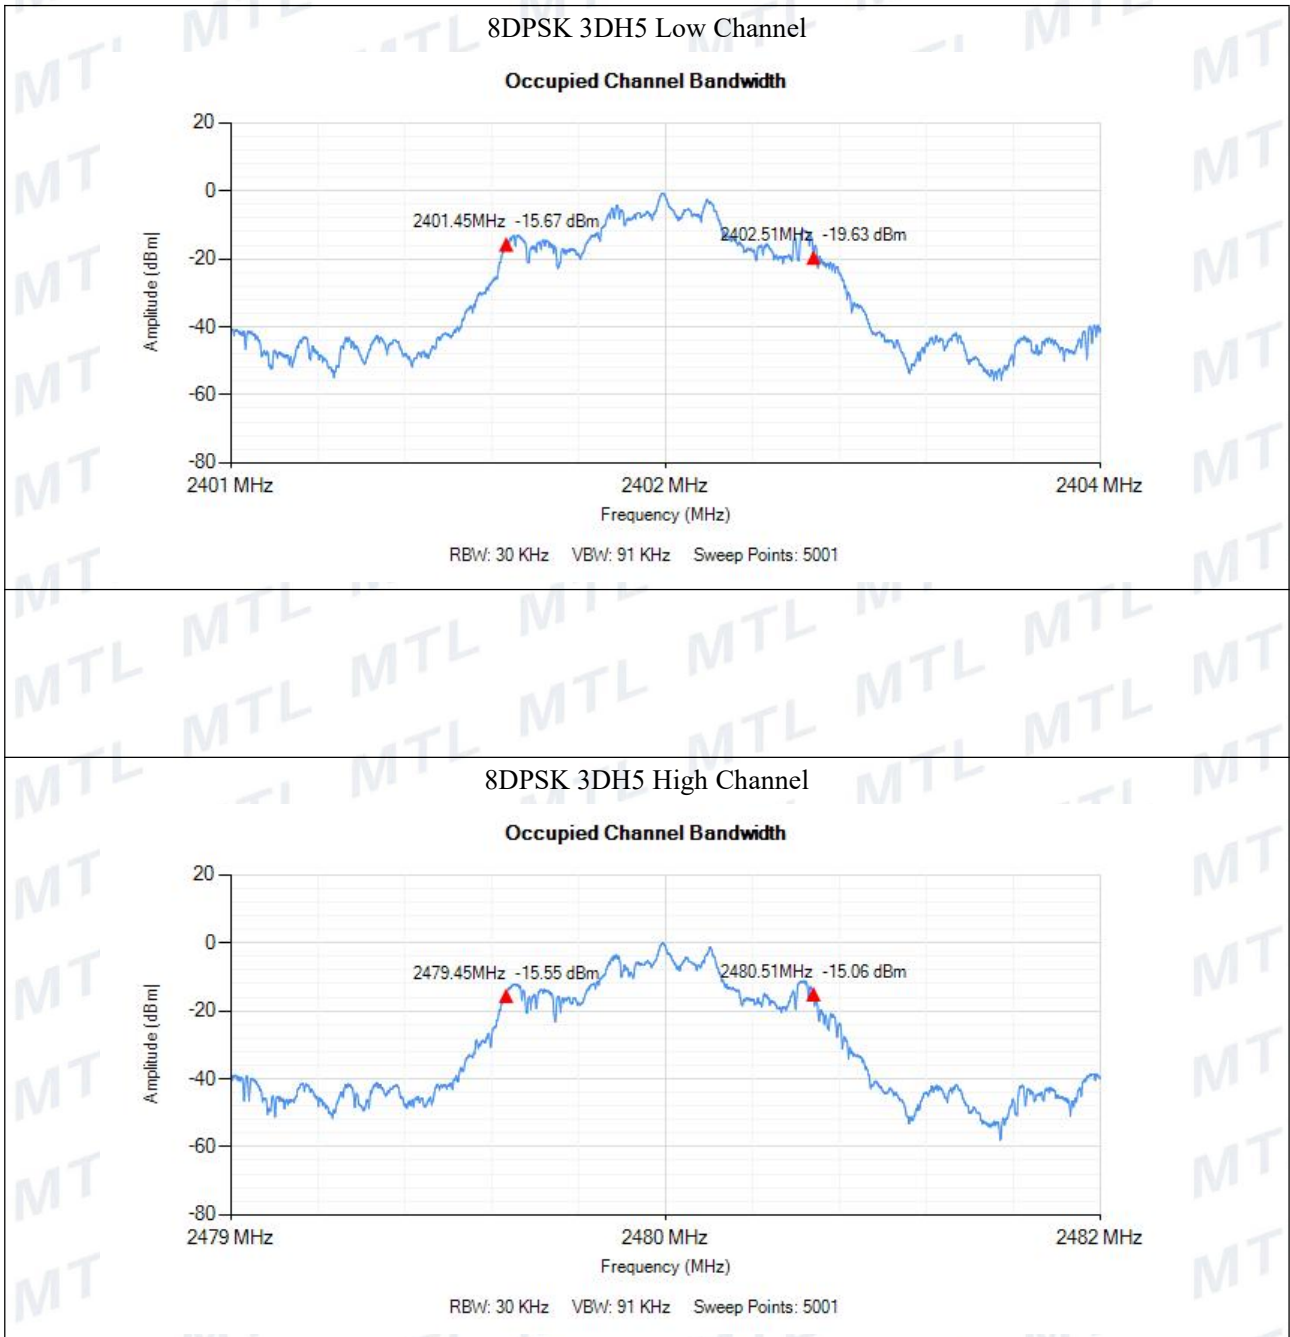 8DPSK 3DH5 Low Channel
Occupied Channel Bandwidth
20
0
-20
-40
-60
-80
Amplitude (dBm)
2401.45MHz -15.67 dBm
2402.51MHz -19.63 dBm
2401 MHz 2402 MHz 2404 MHz
Frequency (MHz)
RBW: 30 KHz VBW: 91 KHz Sweep Points: 5001
8DPSK 3DH5 High Channel
Occupied Channel Bandwidth
20
0
-20
-40
-60
-80
Amplitude (dBm)
2479.45MHz -15.55 dBm
2480.51MHz -15.06 dBm
2479 MHz 2480 MHz 2482 MHz
Frequency (MHz)
RBW: 30 KHz VBW: 91 KHz Sweep Points: 5001
MTL